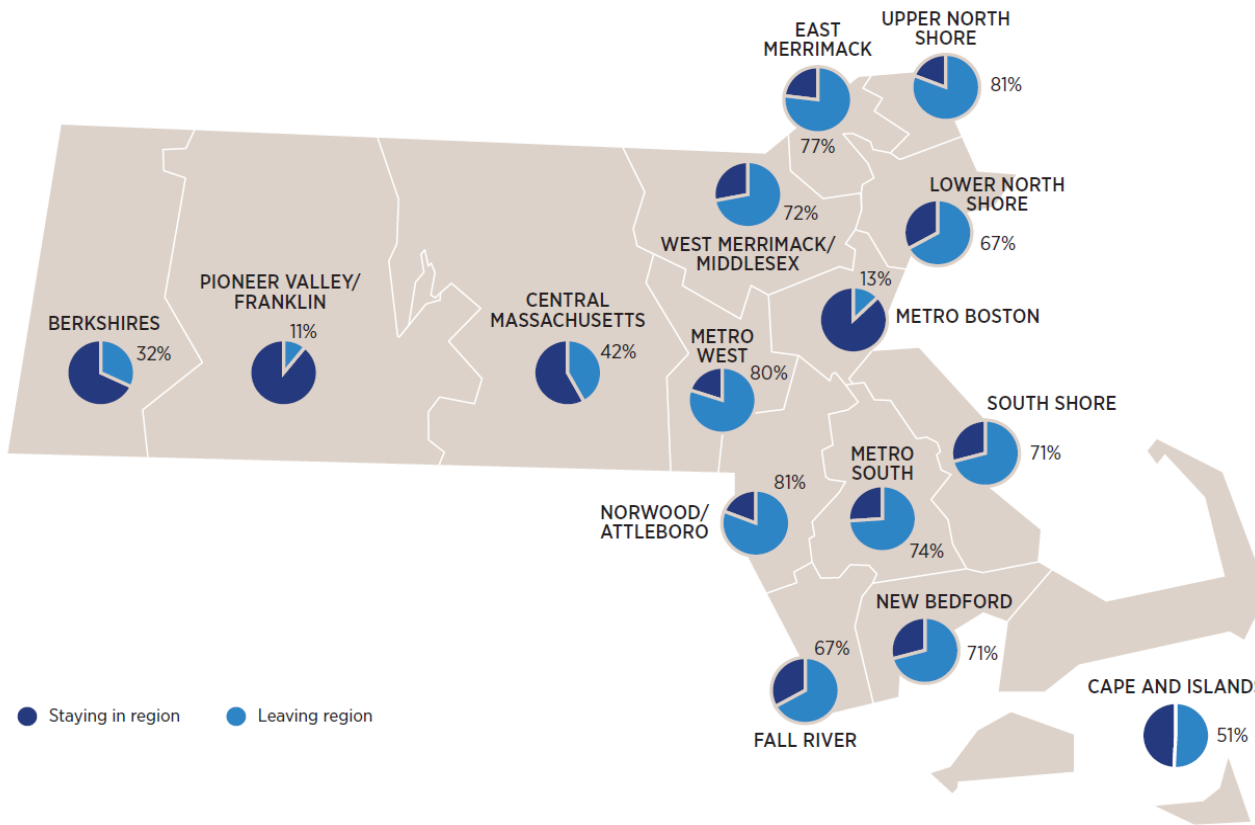 EAST
MERRIMACK
77%
UPPER NORTH
SHORE
81%
72%
WEST MERRIMACK/
MIDDLESEX
LOWER NORTH
SHORE
67%
BERKSHIRES
32%
PIONEER VALLEY/
FRANKLIN
11%
CENTRAL
MASSACHUSETTS
42%
METRO
WEST
80%
13%
METRO BOSTON
SOUTH SHORE
71%
NORWOOD/
ATTLEBORO
81%
METRO
SOUTH
74%
NEW BEDFORD
71%
67%
FALL RIVER
CAPE AND ISLANDS
51%
Staying in region
Leaving region